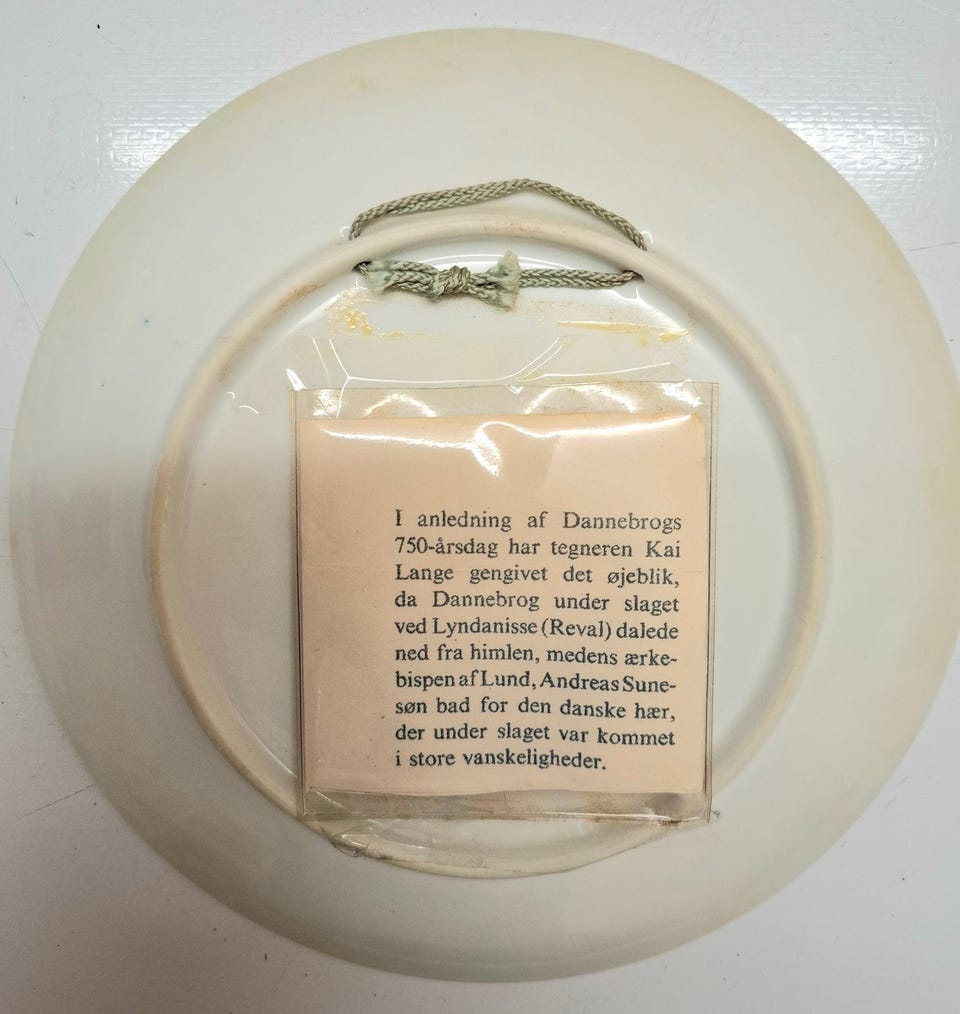 I anledning af Dannebrogs
750-årsdag har tegneren Kai
Lange gengivet det øjeblik,
da Dannebrog under slaget
ved Lyndanisse (Reval) dalede
ned fra himlen, medens ærke-
bispen af Lund, Andreas Sune-
søn bad for den danske hær,
der under slaget var kommet
i store vanskeligheder.